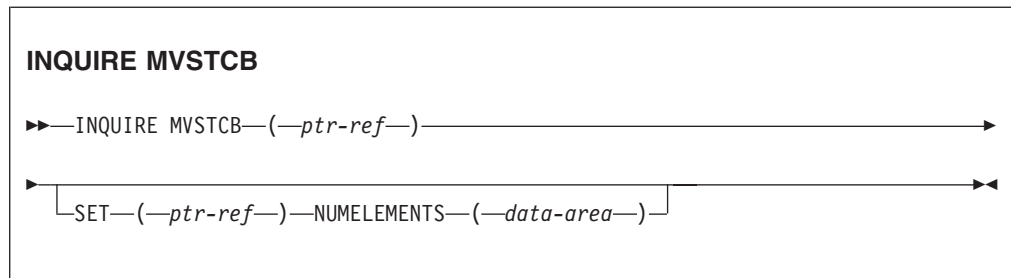 INQUIRE MVSTCB
INQUIRE MVSTCB ( ptr-ref )
SET ( ptr-ref ) NUMELEMENTS ( data-area )